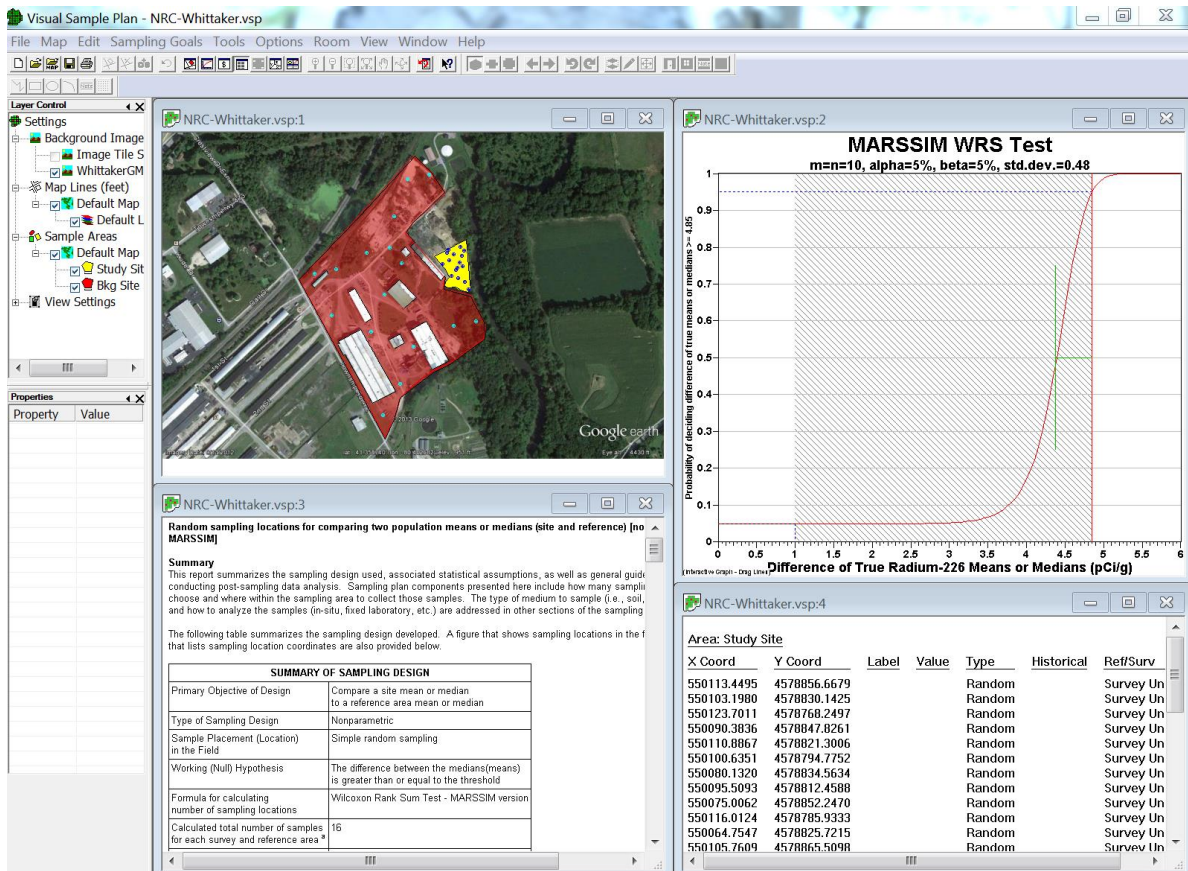 Visual Sample Plan - NRC-Whittaker.vsp
File Map Edit Sampling Goals Tools Options Room View Window Help
Layer Control
Settings
Background Image
Image Tile S
WhittakerGM
Map Lines (feet)
Default Map
Default L
Sample Areas
Default Map
Study Sit
Bkg Site
View Settings
Properties
Property Value
NRC-Whittaker.vsp:1
©2013 Google
Google earth
NRC-Whittaker.vsp:2
MARSSIM WRS Test
m=n=10, alpha=5%, beta=5%, std.dev.=0.48
Probability of deciding difference of true means or medians >= 4.85
1
0.9
0.8
0.7
0.6
0.5
0.4
0.3
0.2
0.1
0
0 0.5 1 1.5 2 2.5 3 3.5 4 4.5 5 5.5 6
(Interactive Graph - Drag Lines)
Difference of True Radium-226 Means or Medians (pCi/g)
NRC-Whittaker.vsp:3
Random sampling locations for comparing two population means or medians (site and reference) [no
MARSSIM]
Summary
This report summarizes the sampling design used, associated statistical assumptions, as well as general guide
conducting post-sampling data analysis. Sampling plan components presented here include how many sampli
choose and where within the sampling area to collect those samples. The type of medium to sample (i.e., soil,
and how to analyze the samples (in-situ, fixed laboratory, etc.) are addressed in other sections of the sampling
The following table summarizes the sampling design developed. A figure that shows sampling locations in the f
that lists sampling location coordinates are also provided below.
SUMMARY OF SAMPLING DESIGN
Primary Objective of Design Compare a site mean or median
to a reference area mean or median
Type of Sampling Design Nonparametric
Sample Placement (Location) Simple random sampling
in the Field
Working (Null) Hypothesis The difference between the medians(means)
is greater than or equal to the threshold
Formula for calculating Wilcoxon Rank Sum Test - MARSSIM version
number of sampling locations
Calculated total number of samples 16
for each survey and reference area a
NRC-Whittaker.vsp:4
Area: Study Site
X Coord Y Coord Label Value Type Historical Ref/Surv
550113.4495 4578856.6679 Random Survey Un
550103.1980 4578830.1425 Random Survey Un
550123.7011 4578768.2497 Random Survey Un
550090.3836 4578847.8261 Random Survey Un
550110.8867 4578821.3006 Random Survey Un
550100.6351 4578794.7752 Random Survey Un
550080.1320 4578834.5634 Random Survey Un
550095.5093 4578812.4588 Random Survey Un
550075.0062 4578852.2470 Random Survey Un
550116.0124 4578785.9333 Random Survey Un
550064.7547 4578825.7215 Random Survey Un
550105.7609 4578865.5098 Random Survey Un